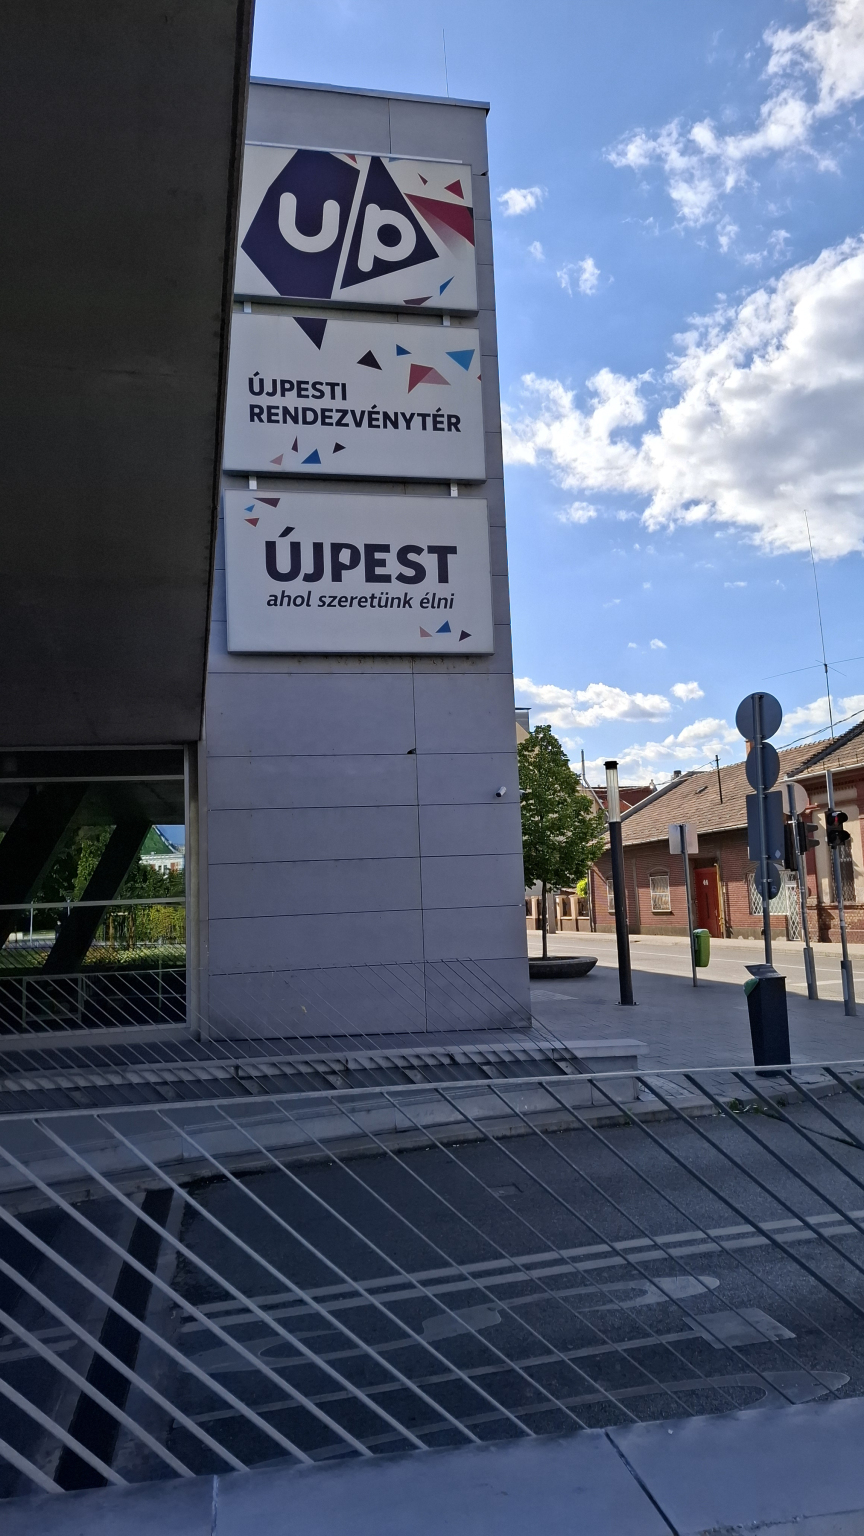 up
ÚJPESTI
RENDEZVÉNYTÉR
ÚJPEST
ahol szeretünk élni